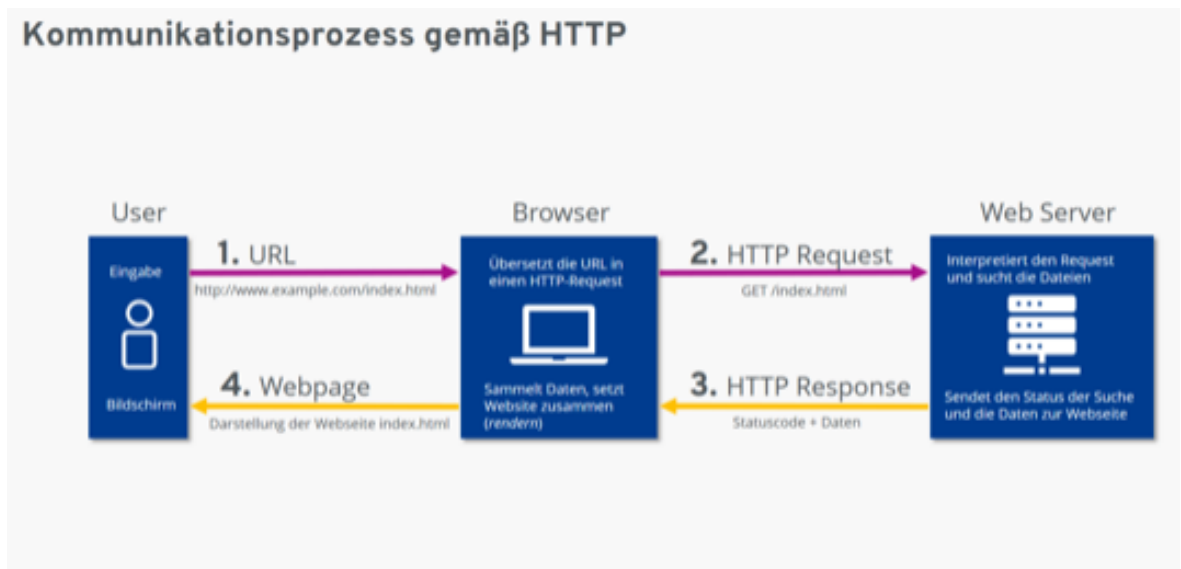 Kommunikationsprozess gemäß HTTP
User
Browser
Web Server
Eingabe
Bildschirm
1. URL
http://www.example.com/index.html
Übersetzt die URL in
einen HTTP-Request
2. HTTP Request
GET /index.html
Interpretiert den Request
und sucht die Dateien
Sendet den Status der Suche
und die Daten zur Webseite
3. HTTP Response
Statuscode + Daten
Sammelt Daten, setzt
Website zusammen
(rendern)
4. Webpage
Darstellung der Webseite index.html